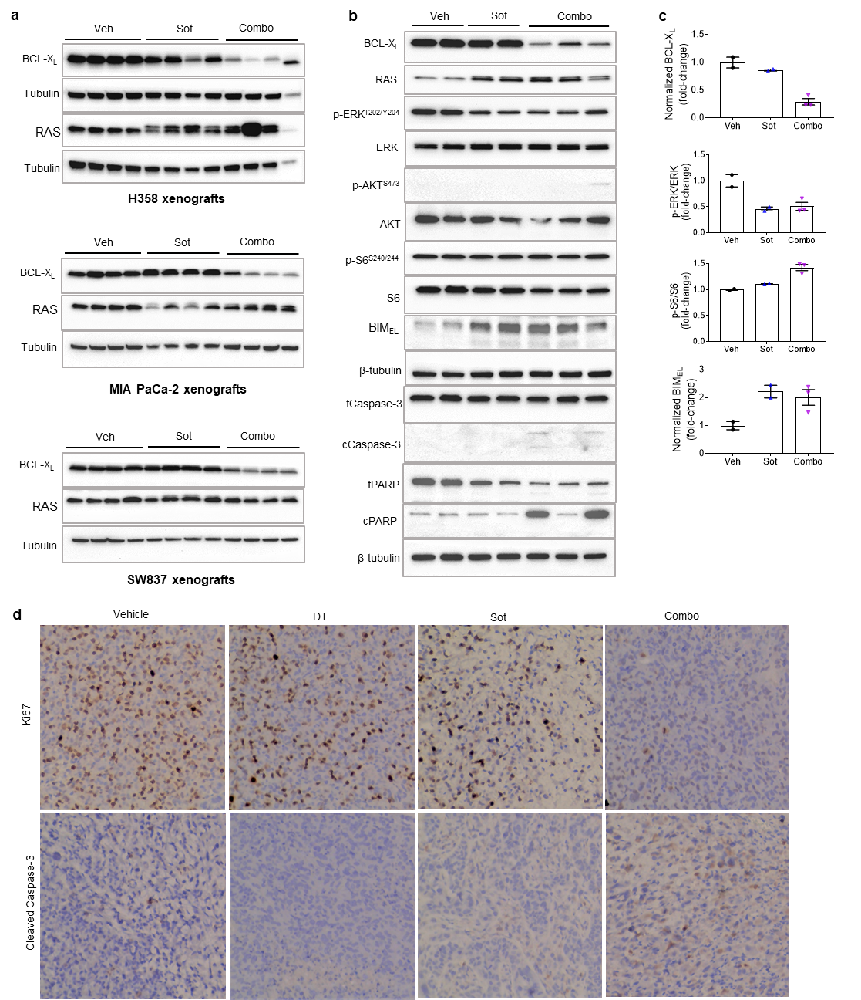 a
Veh Sot Combo
BCL-XL
Tubulin
RAS
Tubulin
H358 xenografts
Veh Sot Combo
BCL-XL
RAS
Tubulin
MIA PaCa-2 xenografts
Veh Sot Combo
BCL-XL
RAS
Tubulin
SW837 xenografts
b
Veh Sot Combo
BCL-XL
RAS
p-ERKT202/Y204
ERK
p-AKTS473
AKT
p-S6S240/244
S6
BIMEL
β-tubulin
fCaspase-3
cCaspase-3
fPARP
cPARP
β-tubulin
c
Normalized BCL-XL
(fold-change)
1.5
1.0
0.5
0.0
Veh Sot Combo
p-ERK/ERK
(fold-change)
1.5
1.0
0.5
0.0
Veh Sot Combo
p-S6/S6
(fold-change)
1.5
1.0
0.5
0.0
Veh Sot Combo
Normalized BIMEL
(fold-change)
3
2
1
0
Veh Sot Combo
d
Vehicle DT Sot Combo
Ki67
Cleaved Caspase-3